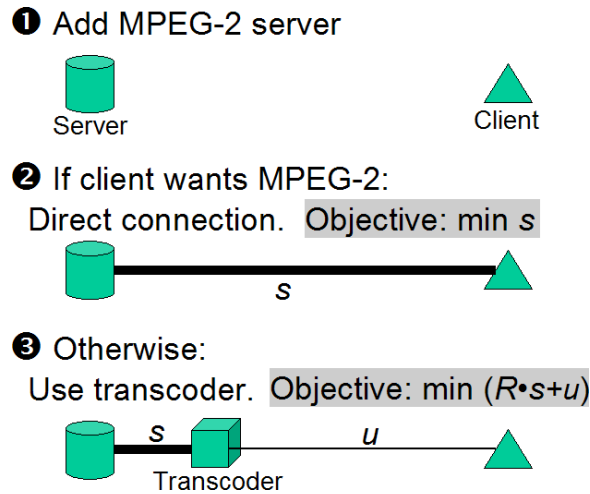 ❶ Add MPEG-2 server
Server
Client
❷ If client wants MPEG-2:
Direct connection. Objective: min s
s
❸ Otherwise:
Use transcoder. Objective: min (R•s+u)
s
u
Transcoder